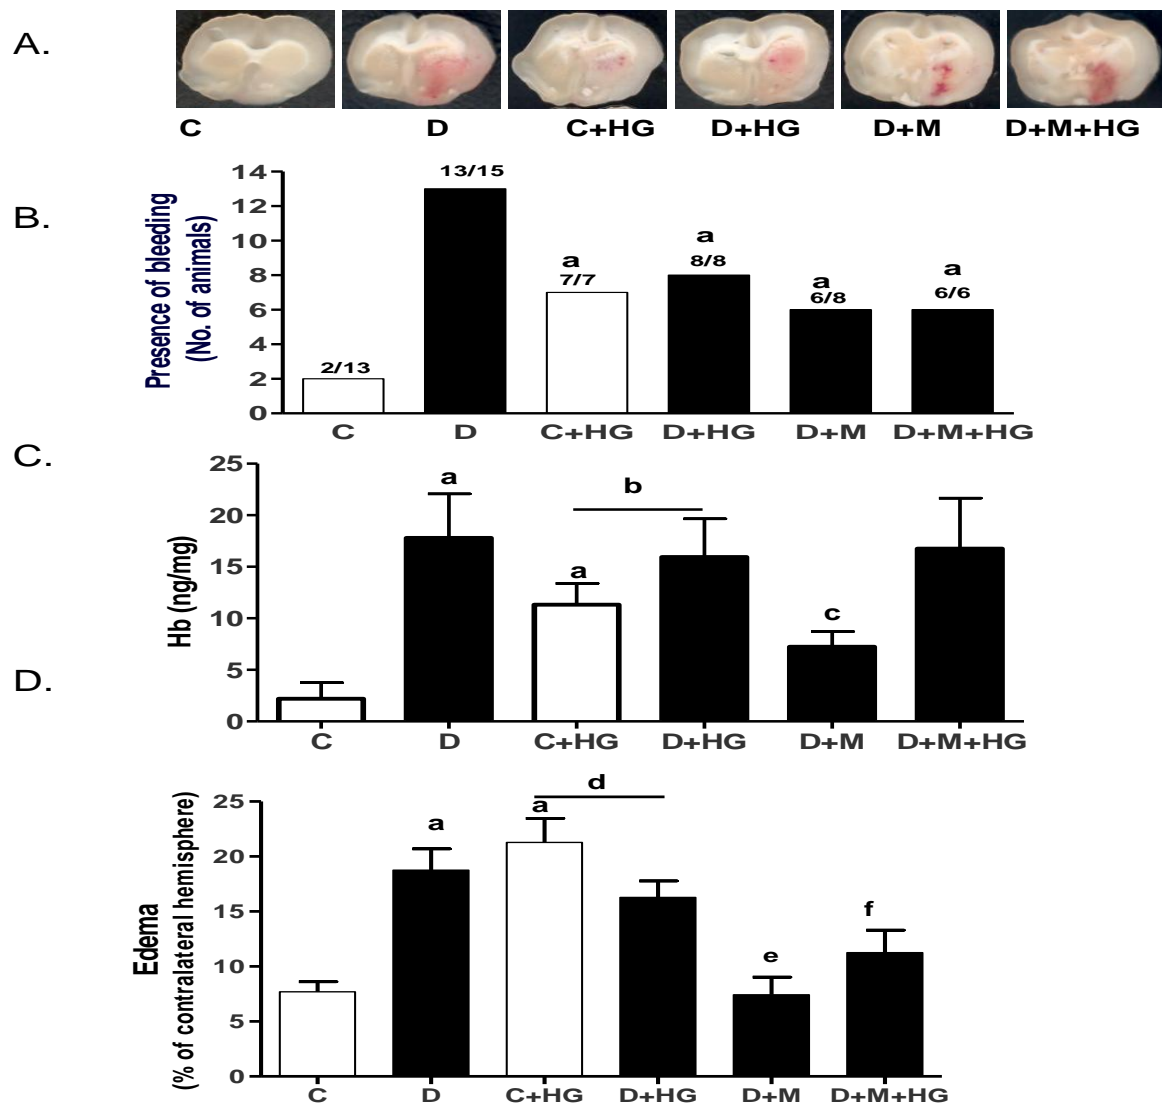 A.
C D C+HG D+HG D+M D+M+HG
B.
Presence of bleeding
(No. of animals)
14
12
10
8
6
4
2
0
2/13
13/15
a
7/7
a
8/8
a
6/8
a
6/6
C D C+HG D+HG D+M D+M+HG
C.
Hb (ng/mg)
25
20
15
10
5
0
a
a
b
c
C D C+HG D+HG D+M D+M+HG
D.
Edema
(% of contralateral hemisphere)
25
20
15
10
5
0
a
a
d
e
f
C D C+HG D+HG D+M D+M+HG